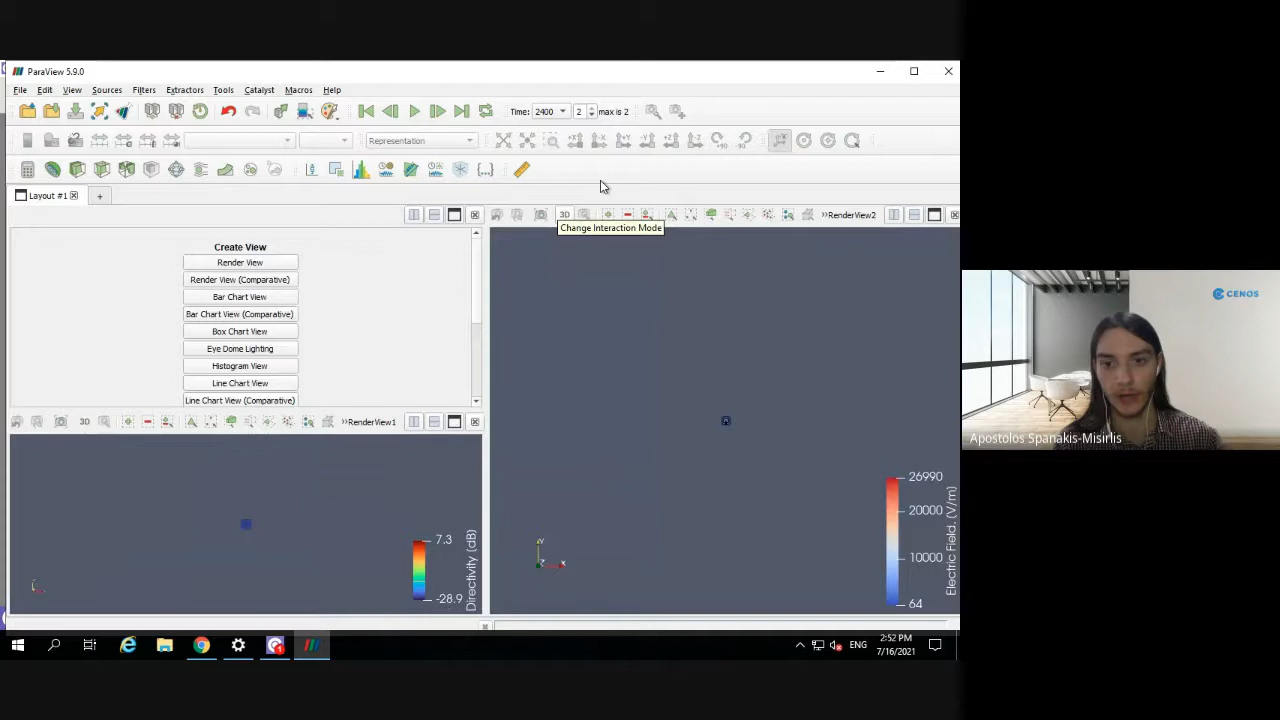 ParaView 5.9.0
File Edit View Sources Filters Extractors Tools Catalyst Macros Help
Time: 2400 2 max is 2
Representation
Layout #1
3D »RenderView2
Change Interaction Mode
Create View
Render View
Render View (Comparative)
Bar Chart View
Bar Chart View (Comparative)
Box Chart View
Eye Dome Lighting
Histogram View
Line Chart View
Line Chart View (Comparative)
3D »RenderView1
7.3
-28.9
Directivity (dB)
26990
20000
10000
64
Electric Field. (V/m)
Y
Z X
CENOS
Apostolos Spanakis-Misirlis
ENG
2:52 PM
7/16/2021